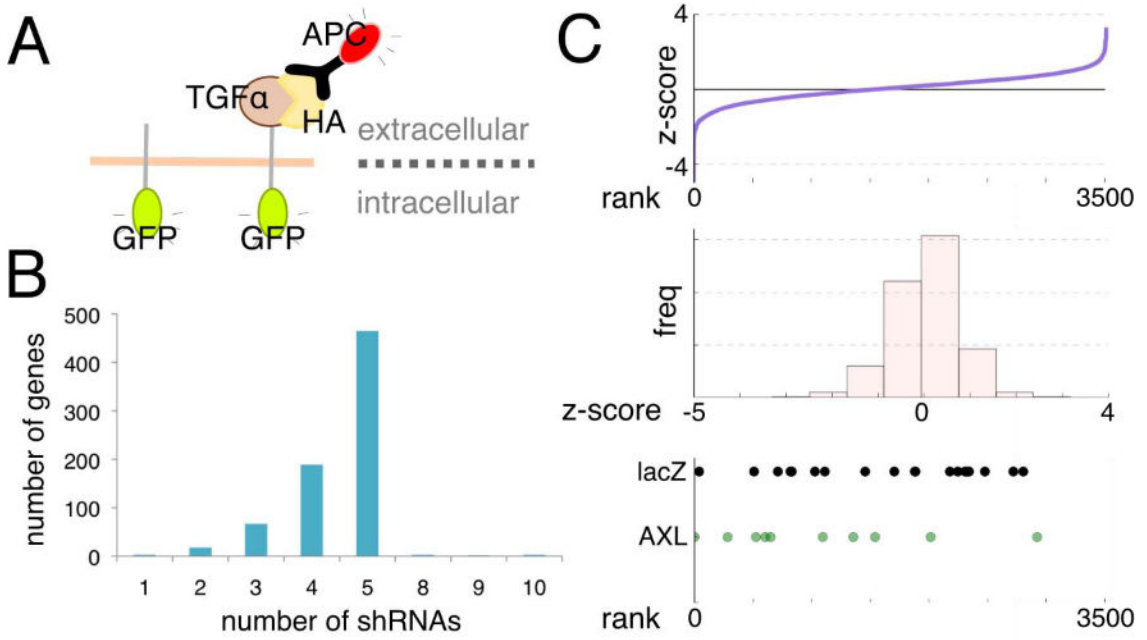 A
APC
TGFα
HA
extracellular
intracellular
GFP
GFP
B
number of genes
500
400
300
200
100
0
1 2 3 4 5 8 9 10
number of shRNAs
C
z-score
4
-4
rank 0 3500
freq
z-score -5 0 4
lacZ
AXL
rank 0 3500